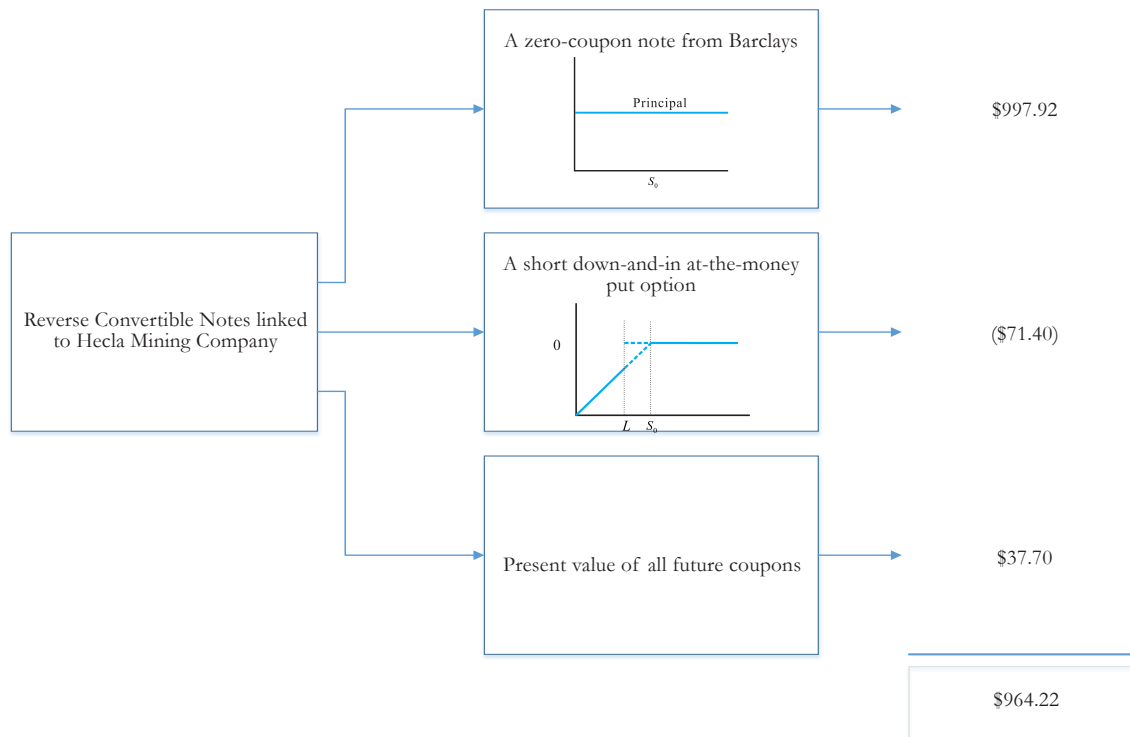 Reverse Convertible Notes linked
to Hecla Mining Company
A zero-coupon note from Barclays
Principal
S₀
$997.92
A short down-and-in at-the-money
put option
0
L S₀
($71.40)
Present value of all future coupons
$37.70
$964.22